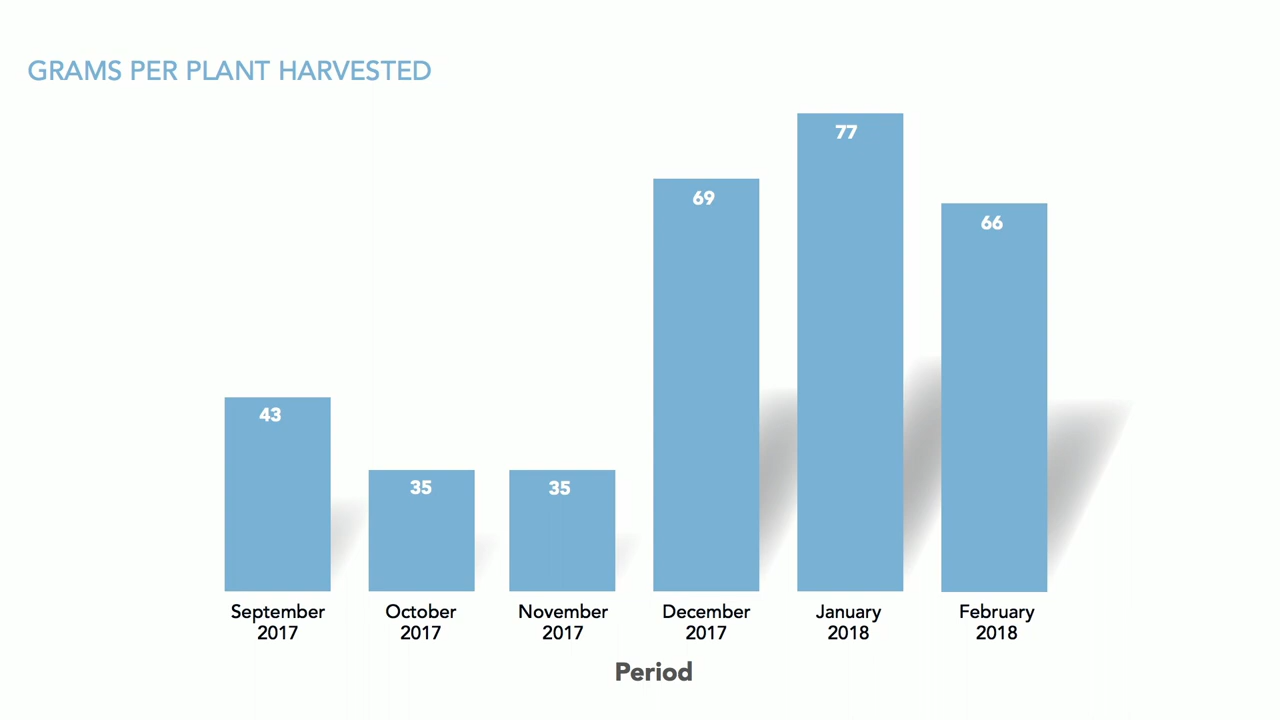 GRAMS PER PLANT HARVESTED
77
69
66
43
35
35
September
2017
October
2017
November
2017
December
2017
January
2018
February
2018
Period